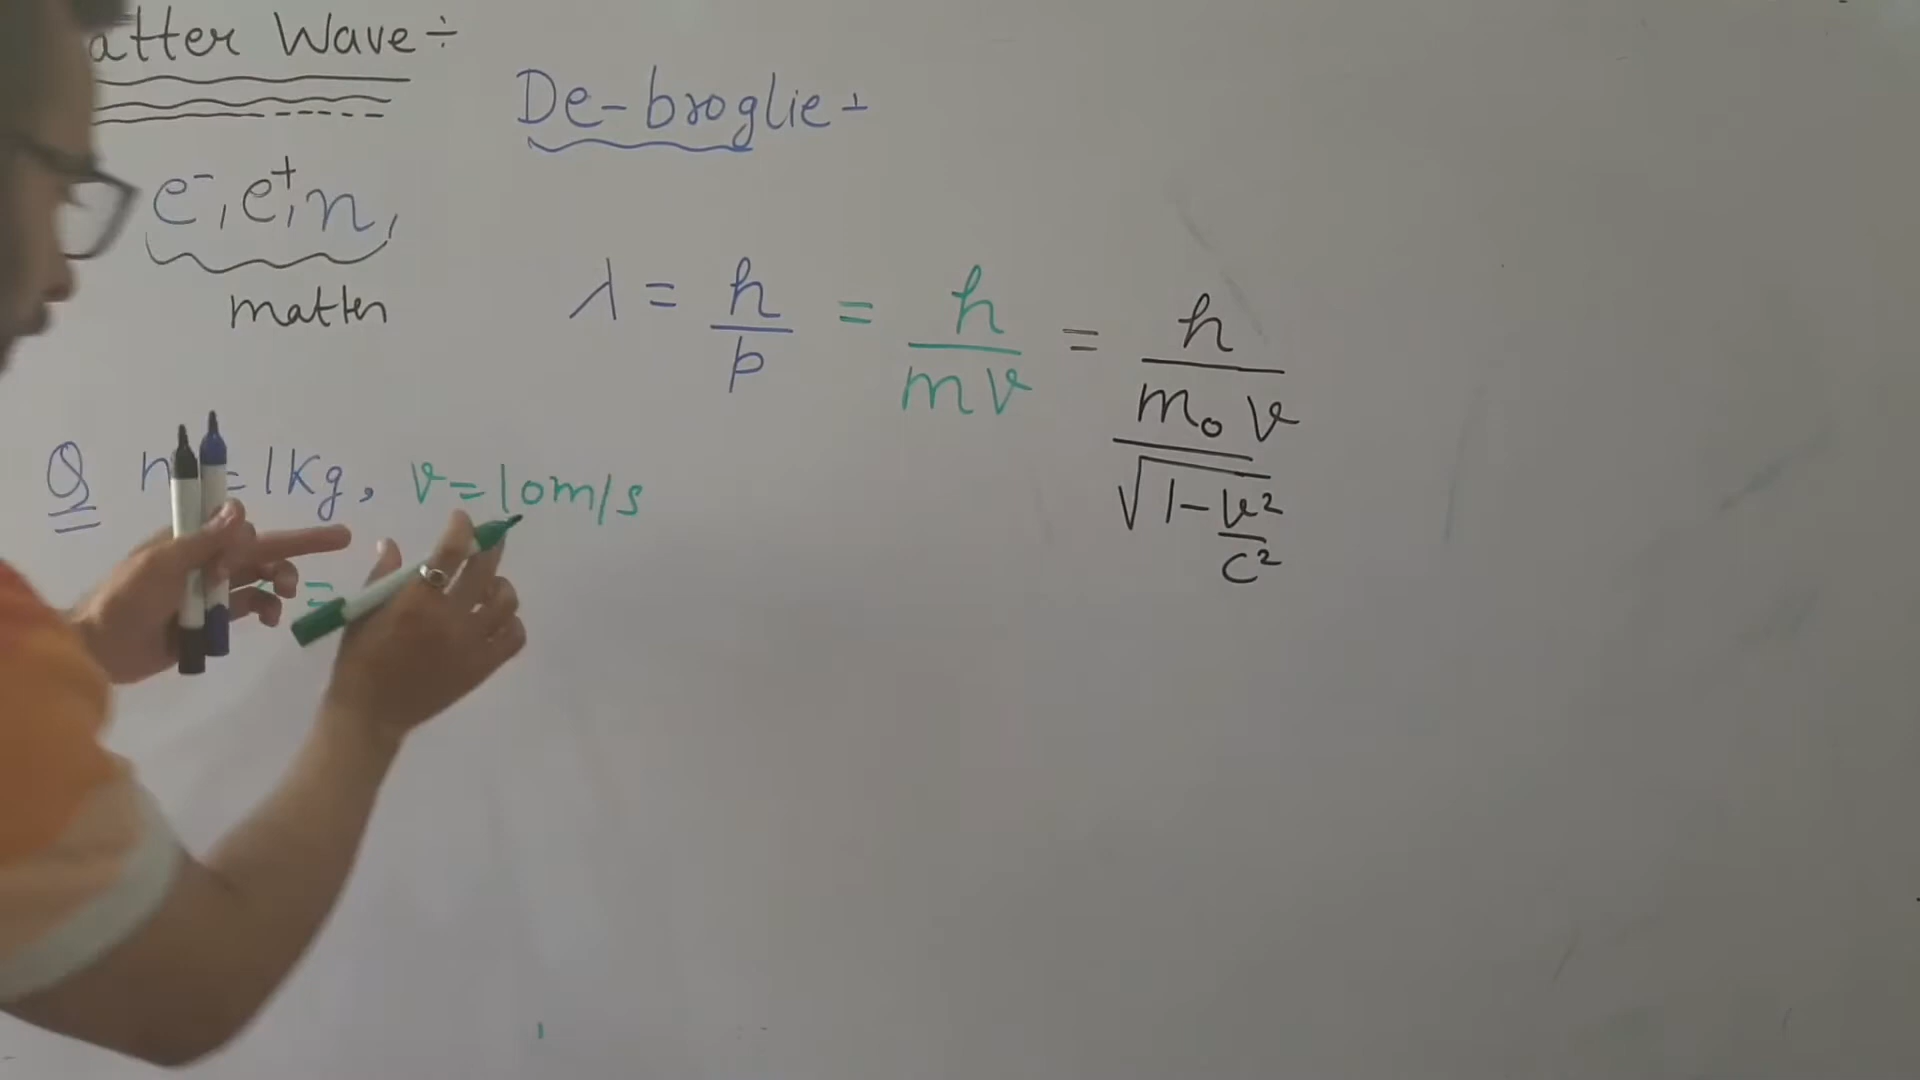 atter Wave÷
De-broglie÷
e⁻, e⁺, n,
matter
λ = h/p = h/mv = h/(m₀v/√(1-v²/c²))
Q = 1Kg, v=10m/s
=